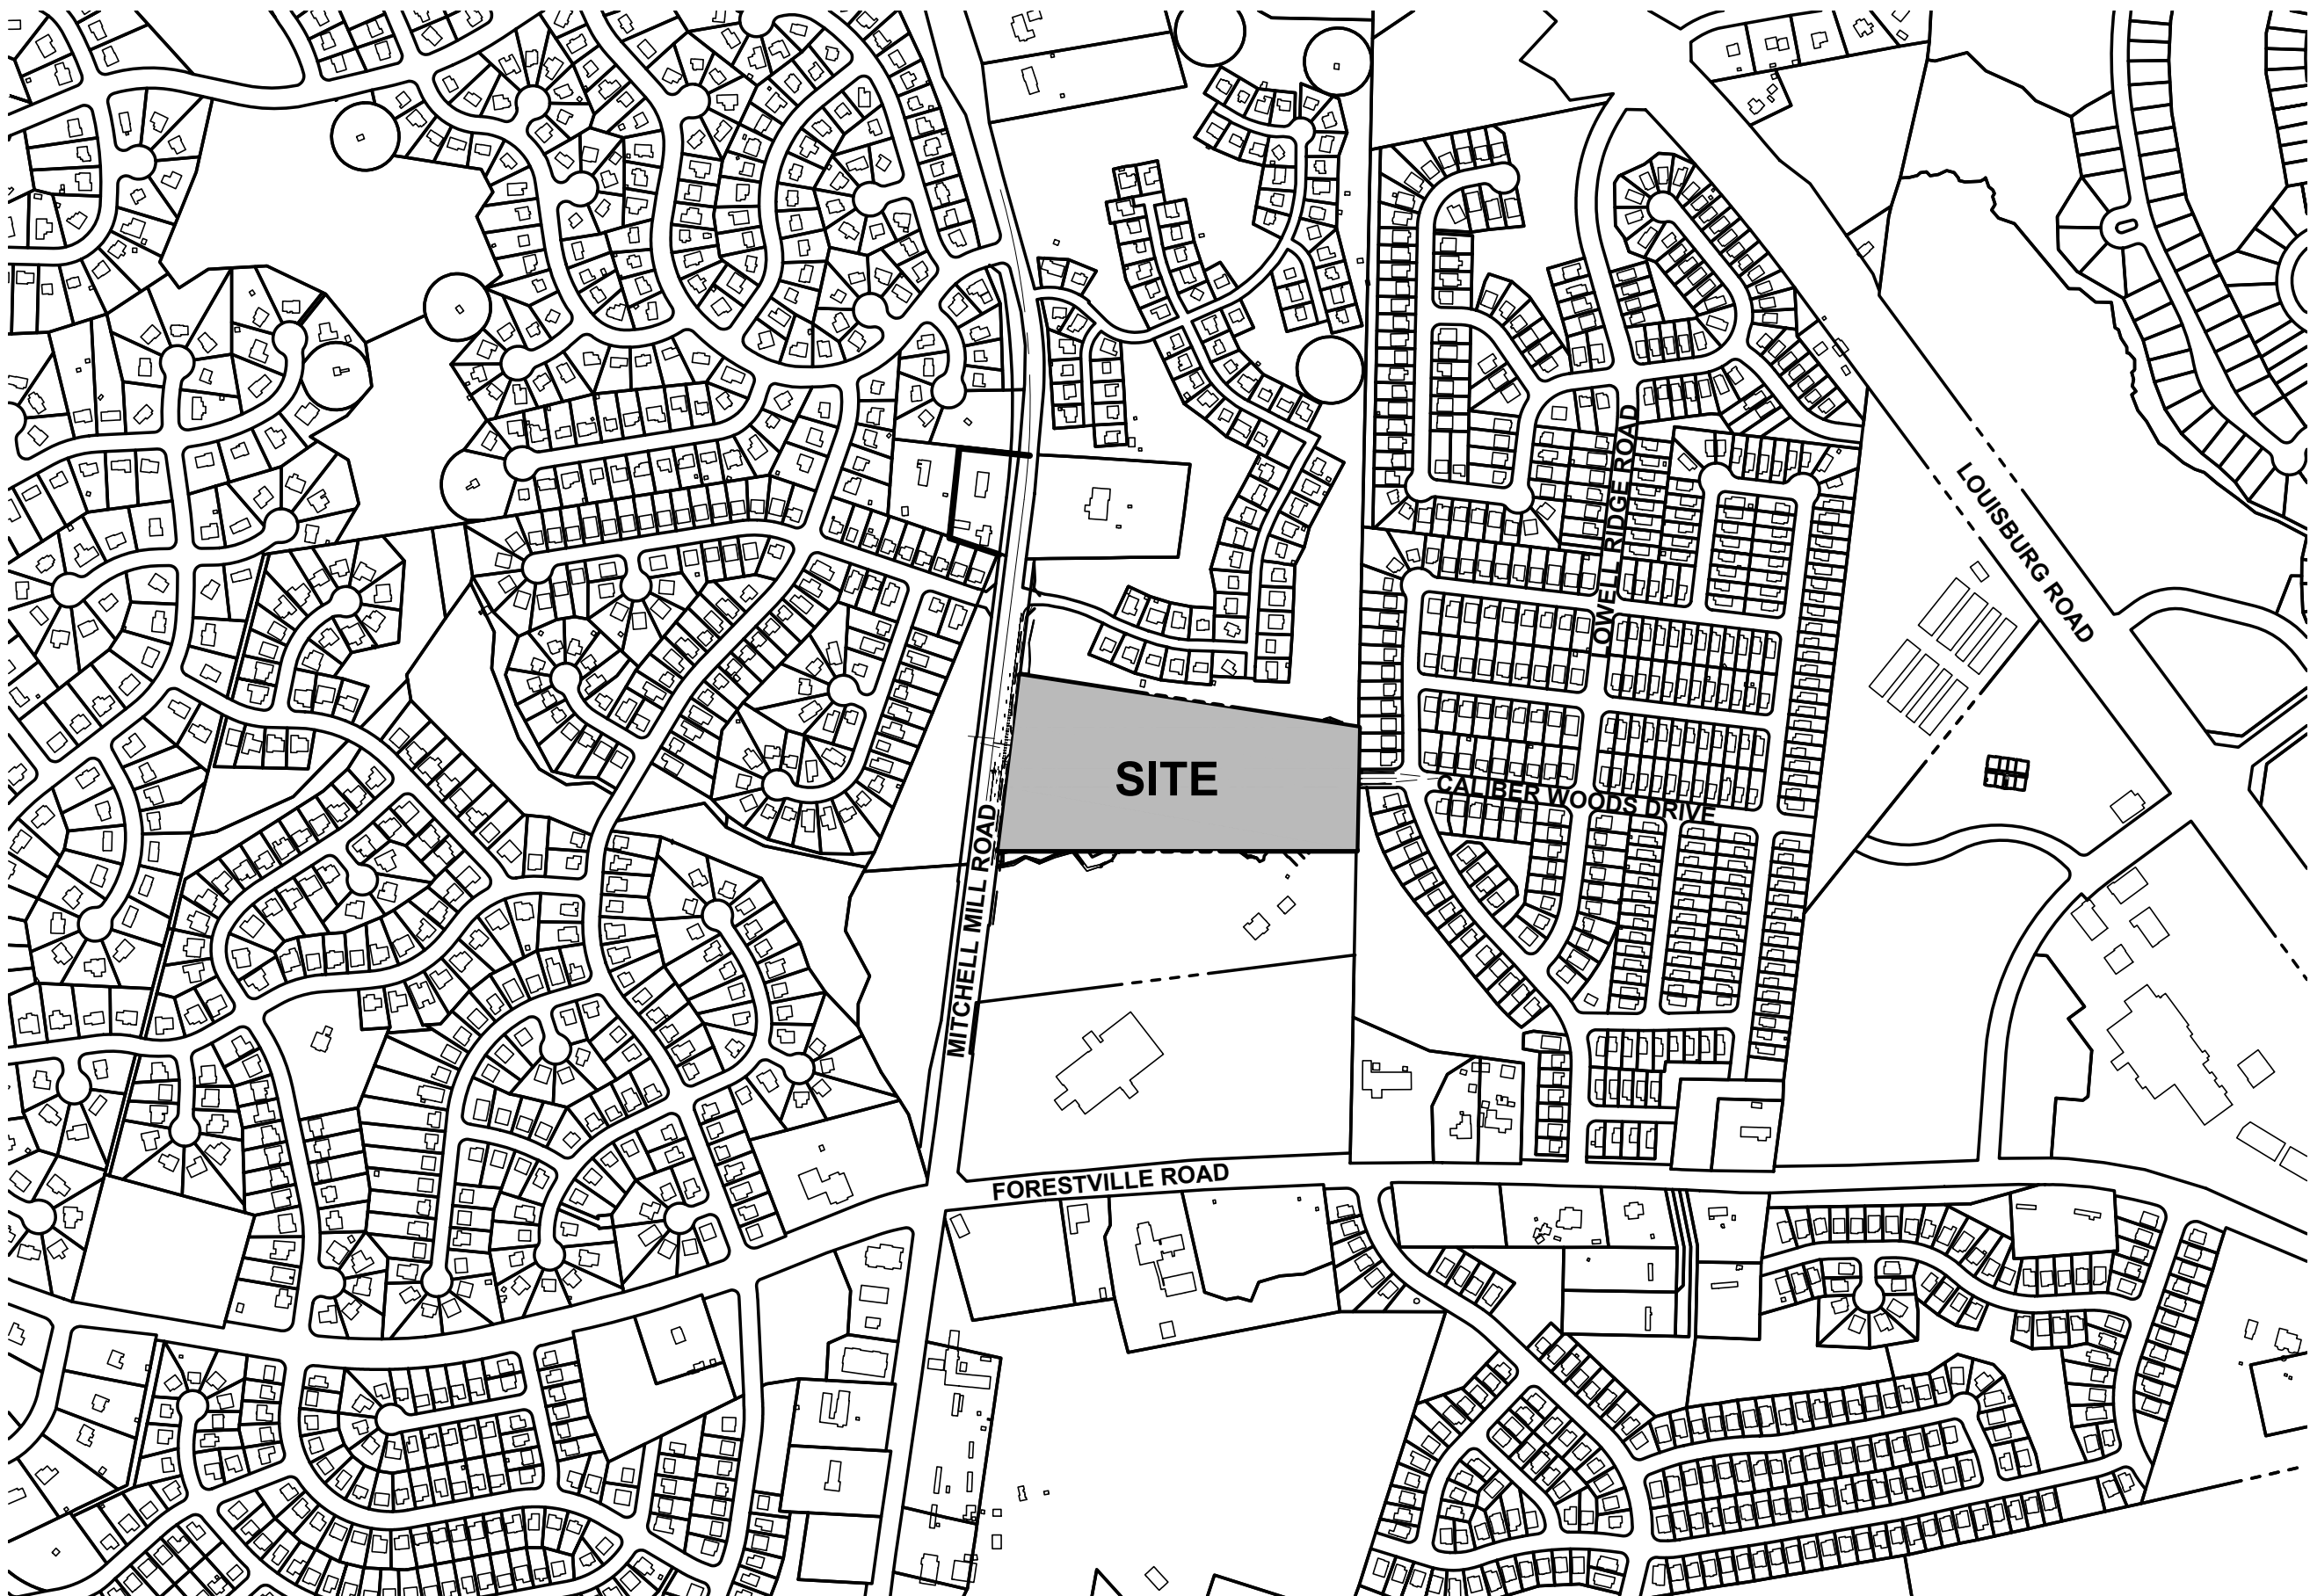 LOWELL RIDGE ROAD
LOUISBURG ROAD
SITE
CALIBER WOODS DRIVE
MITCHELL MILL ROAD
FORESTVILLE ROAD